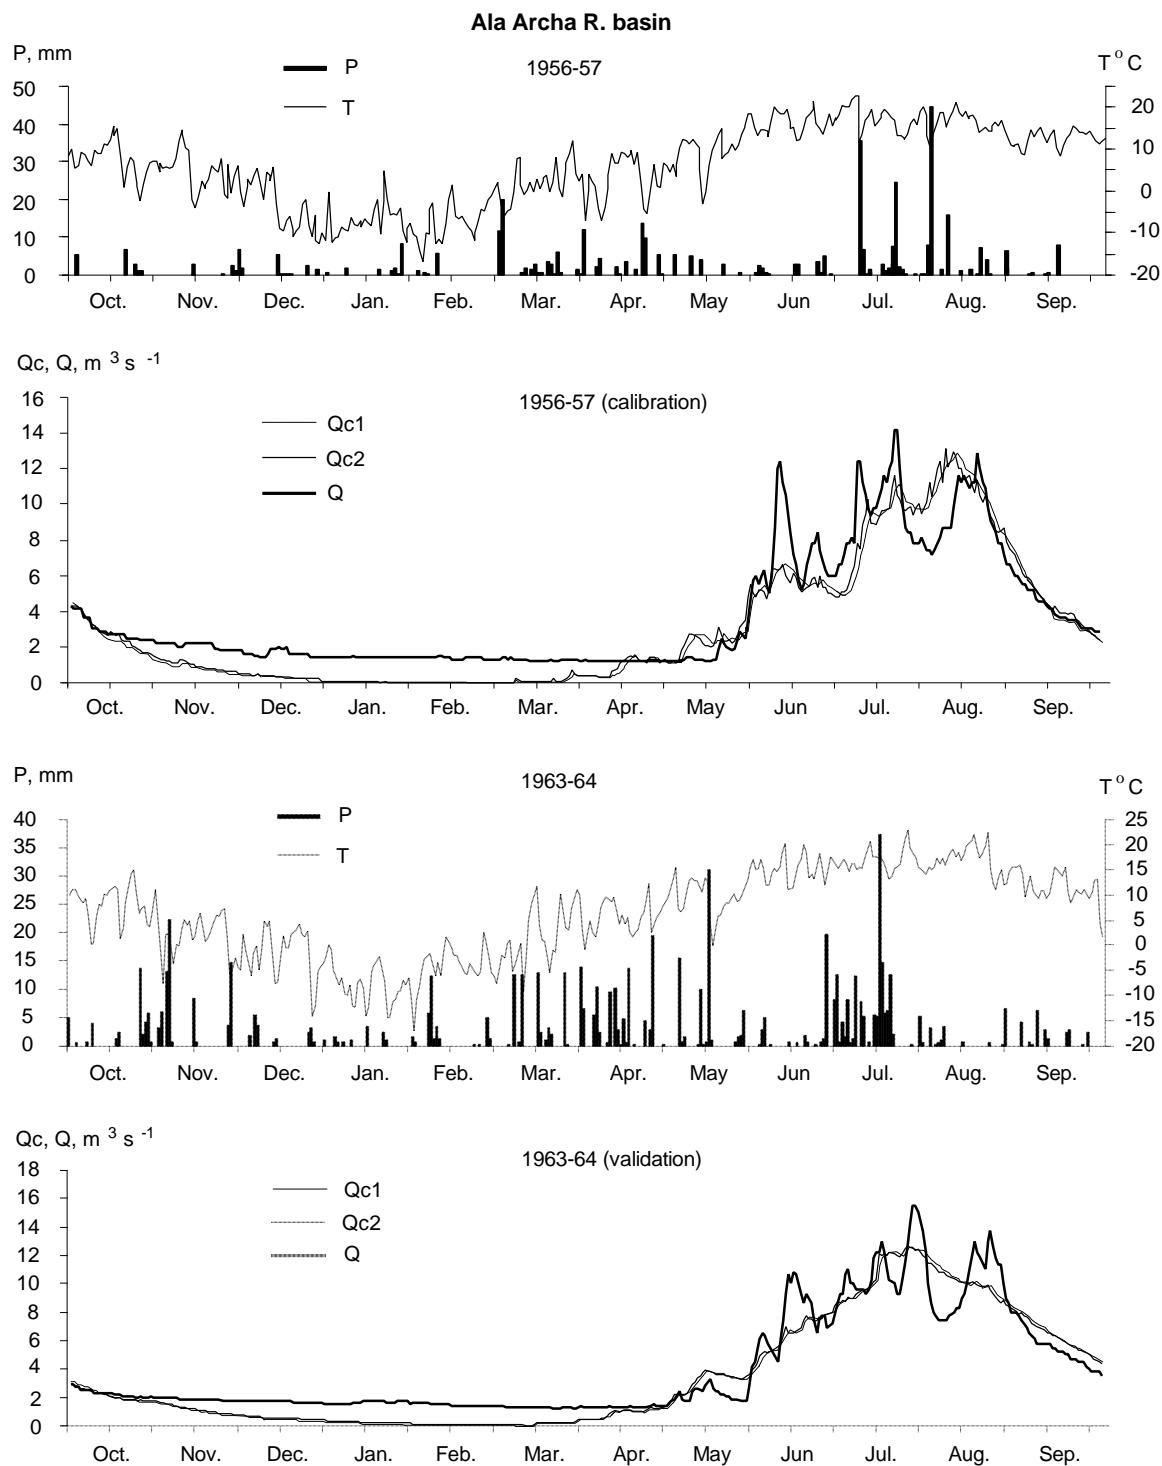 Ala Archa R. basin
P, mm
T °C
1956-57
P
T
50
40
30
20
10
0
20
10
0
-10
-20
Oct. Nov. Dec. Jan. Feb. Mar. Apr. May Jun Jul. Aug. Sep.
Qc, Q, m 3 s -1
1956-57 (calibration)
Qc1
Qc2
Q
16
14
12
10
8
6
4
2
0
Oct. Nov. Dec. Jan. Feb. Mar. Apr. May Jun Jul. Aug. Sep.
P, mm
T °C
1963-64
P
T
40
35
30
25
20
15
10
5
0
25
20
15
10
5
0
-5
-10
-15
-20
Oct. Nov. Dec. Jan. Feb. Mar. Apr. May Jun Jul. Aug. Sep.
Qc, Q, m 3 s -1
1963-64 (validation)
Qc1
Qc2
Q
18
16
14
12
10
8
6
4
2
0
Oct. Nov. Dec. Jan. Feb. Mar. Apr. May Jun Jul. Aug. Sep.